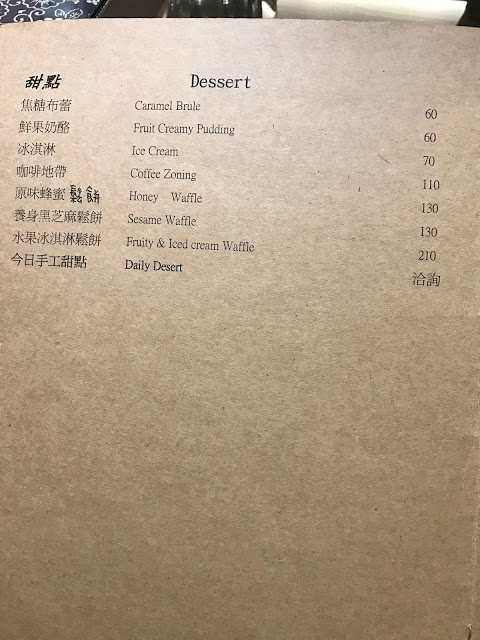 甜點 Dessert
焦糖布蕾 Caramel Brule 60
鮮果奶酪 Fruit Creamy Pudding 60
冰淇淋 Ice Cream 70
咖啡地帶 Coffee Zoning 110
原味蜂蜜鬆餅 Honey Waffle 130
養身黑芝麻鬆餅 Sesame Waffle 130
水果冰淇淋鬆餅 Fruity & Iced cream Waffle 210
今日手工甜點 Daily Desert 洽詢